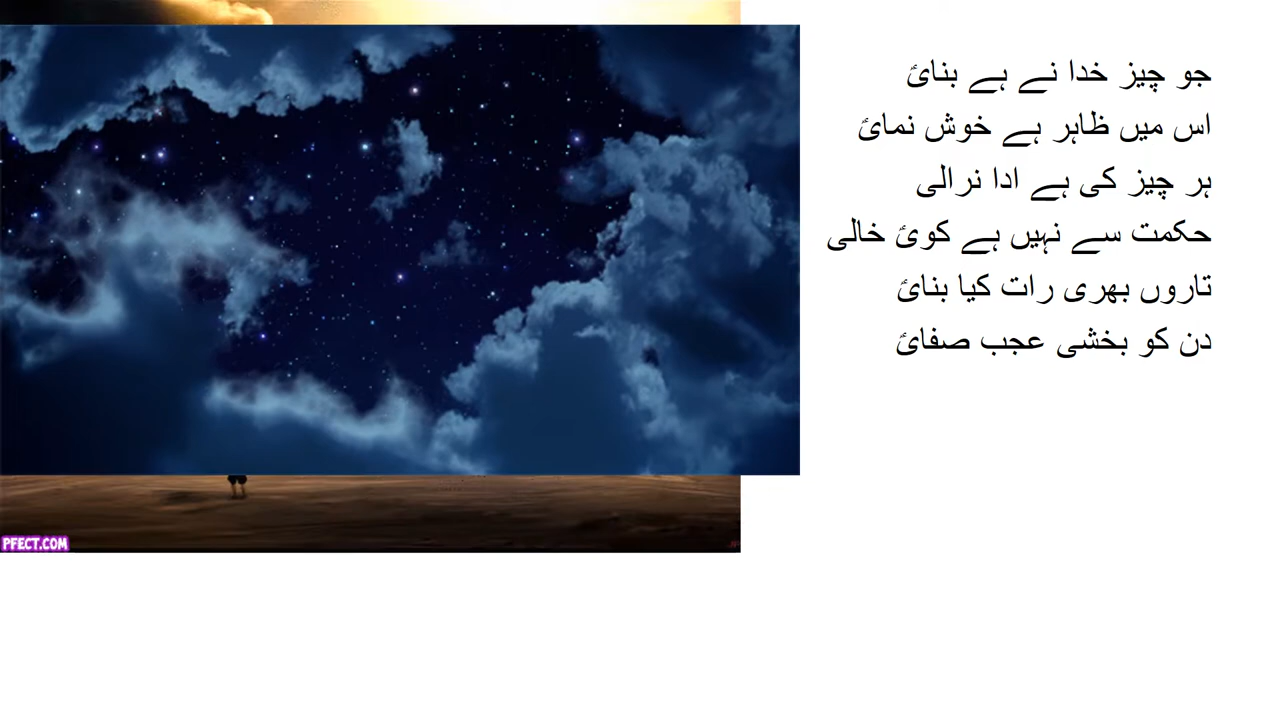 جو چیز خدا نے ہے بنائ
اس میں ظاہر ہے خوش نمائ
ہر چیز کی ہے ادا نرالی
حکمت سے نہیں ہے کوئ خالی
تاروں بھری رات کیا بنائ
دن کو بخشی عجب صفائ
PFECT.COM